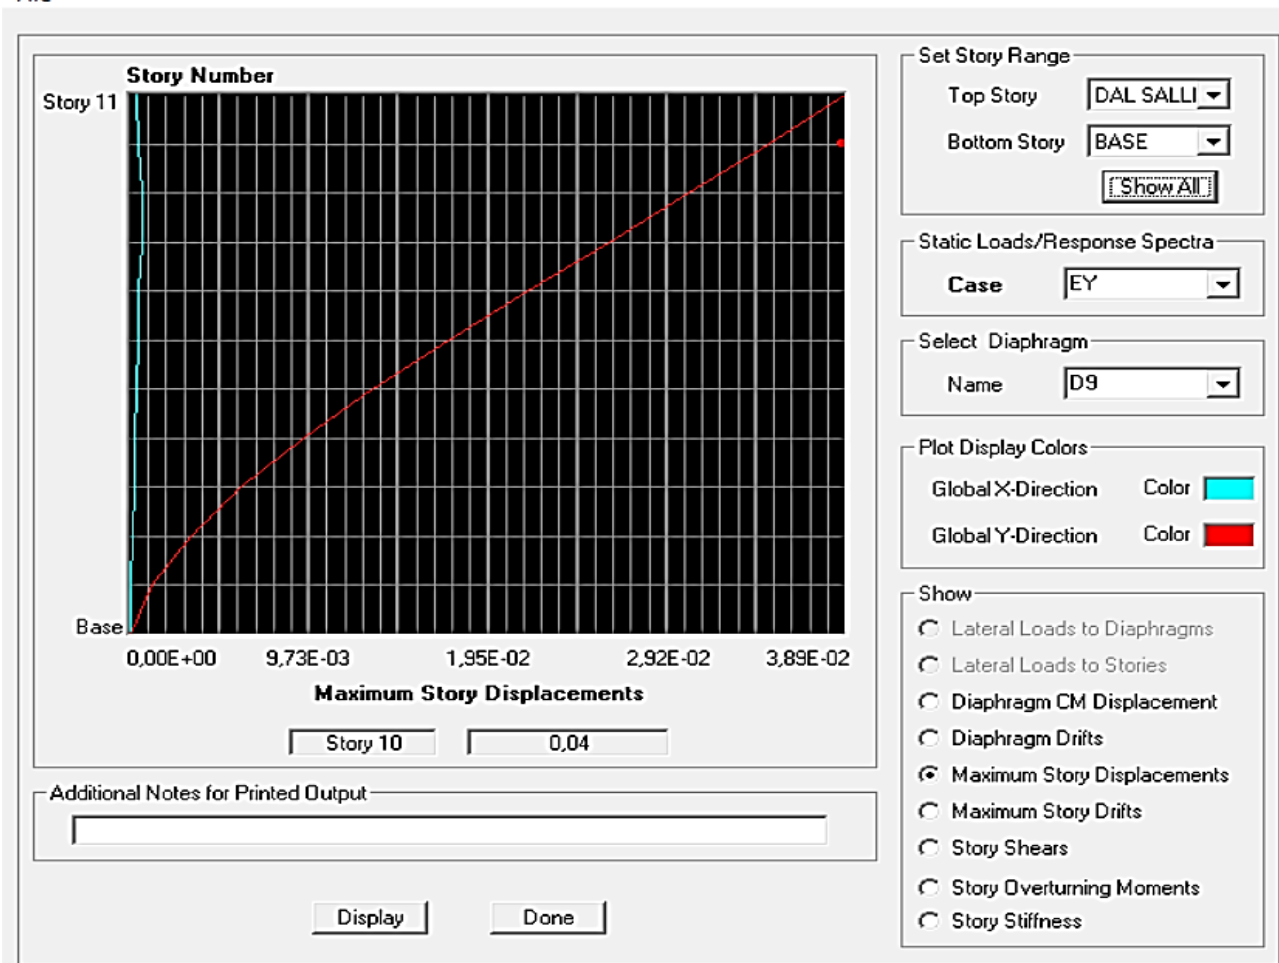 Story Number
Story 11
Base
0,00E+00 9,73E-03 1,95E-02 2,92E-02 3,89E-02
Maximum Story Displacements
Story 10 0,04
Additional Notes for Printed Output
Display Done
Set Story Range
Top Story DAL SALLI
Bottom Story BASE
Show All
Static Loads/Response Spectra
Case EY
Select Diaphragm
Name D9
Plot Display Colors
Global X-Direction Color
Global Y-Direction Color
Show
Lateral Loads to Diaphragms
Lateral Loads to Stories
Diaphragm CM Displacement
Diaphragm Drifts
Maximum Story Displacements
Maximum Story Drifts
Story Shears
Story Overturning Moments
Story Stiffness